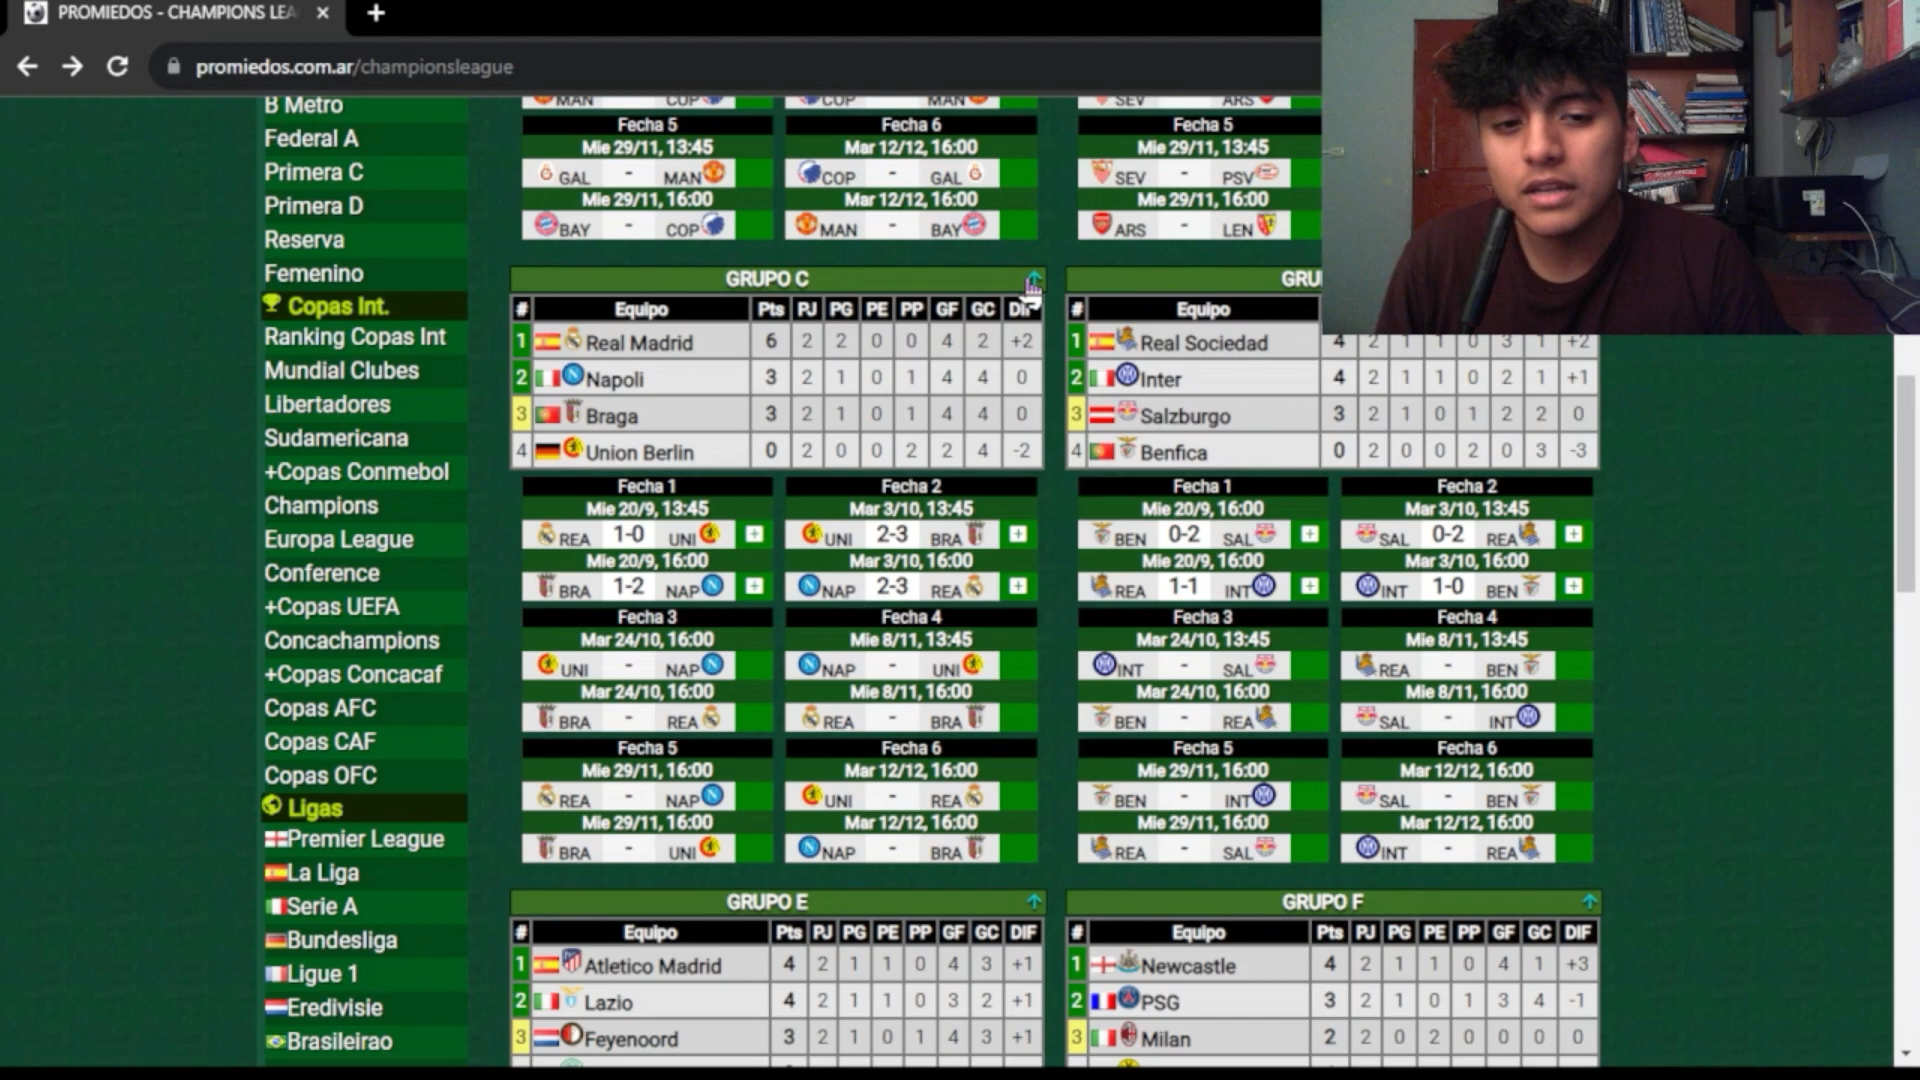 PROMIEDOS - CHAMPIONS LEA
promiedos.com.ar/championsleague
B Metro
Federal A
Primera C
Primera D
Reserva
Femenino
Copas Int.
Ranking Copas Int
Mundial Clubes
Libertadores
Sudamericana
+Copas Conmebol
Champions
Europa League
Conference
+Copas UEFA
Concachampions
+Copas Concacaf
Copas AFC
Copas CAF
Copas OFC
Ligas
Premier League
La Liga
Serie A
Bundesliga
Ligue 1
Eredivisie
Brasileirao
MAN COP COP MAN SEV ARS
Fecha 5 Fecha 6 Fecha 5
Mie 29/11, 13:45 Mar 12/12, 16:00 Mie 29/11, 13:45
GAL - MAN COP - GAL SEV - PSV
Mie 29/11, 16:00 Mar 12/12, 16:00 Mie 29/11, 16:00
BAY - COP MAN - BAY ARS - LEN
GRUPO C
# Equipo Pts PJ PG PE PP GF GC DIF
1 Real Madrid 6 2 2 0 0 4 2 +2
2 Napoli 3 2 1 0 1 4 4 0
3 Braga 3 2 1 0 1 4 4 0
4 Union Berlin 0 2 0 0 2 2 4 -2
Fecha 1 Fecha 2
Mie 20/9, 13:45 Mar 3/10, 13:45
REA 1-0 UNI + UNI 2-3 BRA +
Mie 20/9, 16:00 Mar 3/10, 16:00
BRA 1-2 NAP + NAP 2-3 REA +
Fecha 3 Fecha 4
Mar 24/10, 16:00 Mie 8/11, 13:45
UNI - NAP NAP - UNI
Mar 24/10, 16:00 Mie 8/11, 16:00
BRA - REA REA - BRA
Fecha 5 Fecha 6
Mie 29/11, 16:00 Mar 12/12, 16:00
REA - NAP UNI - REA
Mie 29/11, 16:00 Mar 12/12, 16:00
BRA - UNI NAP - BRA
GRU
# Equipo
1 Real Sociedad 4 2 1 1 0 3 1 +2
2 Inter 4 2 1 1 0 2 1 +1
3 Salzburgo 3 2 1 0 1 2 2 0
4 Benfica 0 2 0 0 2 0 3 -3
Fecha 1 Fecha 2
Mie 20/9, 16:00 Mar 3/10, 13:45
BEN 0-2 SAL + SAL 0-2 REA +
Mie 20/9, 16:00 Mar 3/10, 16:00
REA 1-1 INT + INT 1-0 BEN +
Fecha 3 Fecha 4
Mar 24/10, 13:45 Mie 8/11, 13:45
INT - SAL REA - BEN
Mar 24/10, 16:00 Mie 8/11, 16:00
BEN - REA SAL - INT
Fecha 5 Fecha 6
Mie 29/11, 16:00 Mar 12/12, 16:00
BEN - INT SAL - BEN
Mie 29/11, 16:00 Mar 12/12, 16:00
REA - SAL INT - REA
GRUPO E
# Equipo Pts PJ PG PE PP GF GC DIF
1 Atletico Madrid 4 2 1 1 0 4 3 +1
2 Lazio 4 2 1 1 0 3 2 +1
3 Feyenoord 3 2 1 0 1 4 3 +1
GRUPO F
# Equipo Pts PJ PG PE PP GF GC DIF
1 Newcastle 4 2 1 1 0 4 1 +3
2 PSG 3 2 1 0 1 3 4 -1
3 Milan 2 2 0 2 0 0 0 0